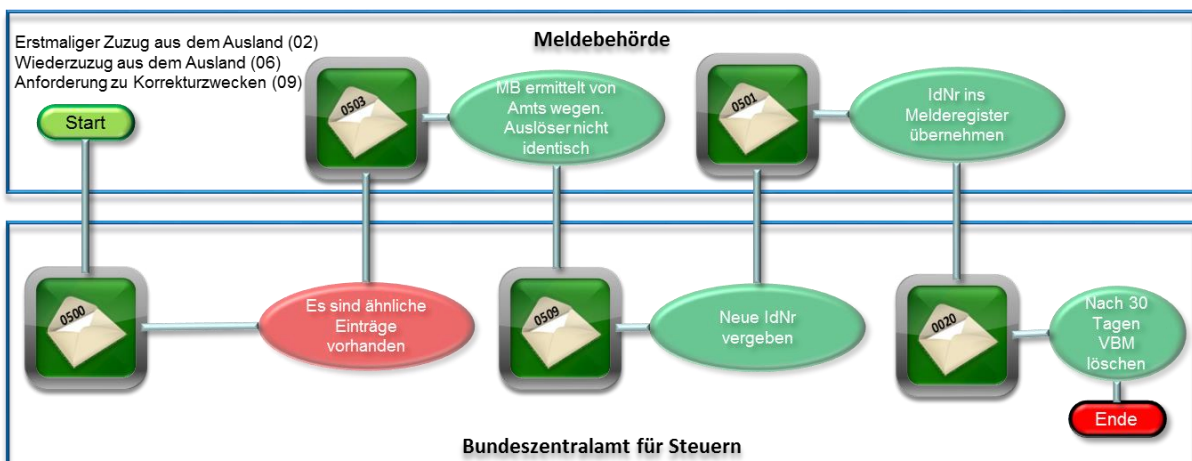 Erstmaliger Zuzug aus dem Ausland (02)
Wiederzuzug aus dem Ausland (06)
Anforderung zu Korrekturzwecken (09)
Meldebehörde
Start
0503
MB ermittelt von
Amts wegen.
Auslöser nicht
identisch
0501
IdNr ins
Melderegister
übernehmen
0500
Es sind ähnliche
Einträge
vorhanden
0509
Neue IdNr
vergeben
0020
Nach 30
Tagen
VBM
löschen
Ende
Bundeszentralamt für Steuern